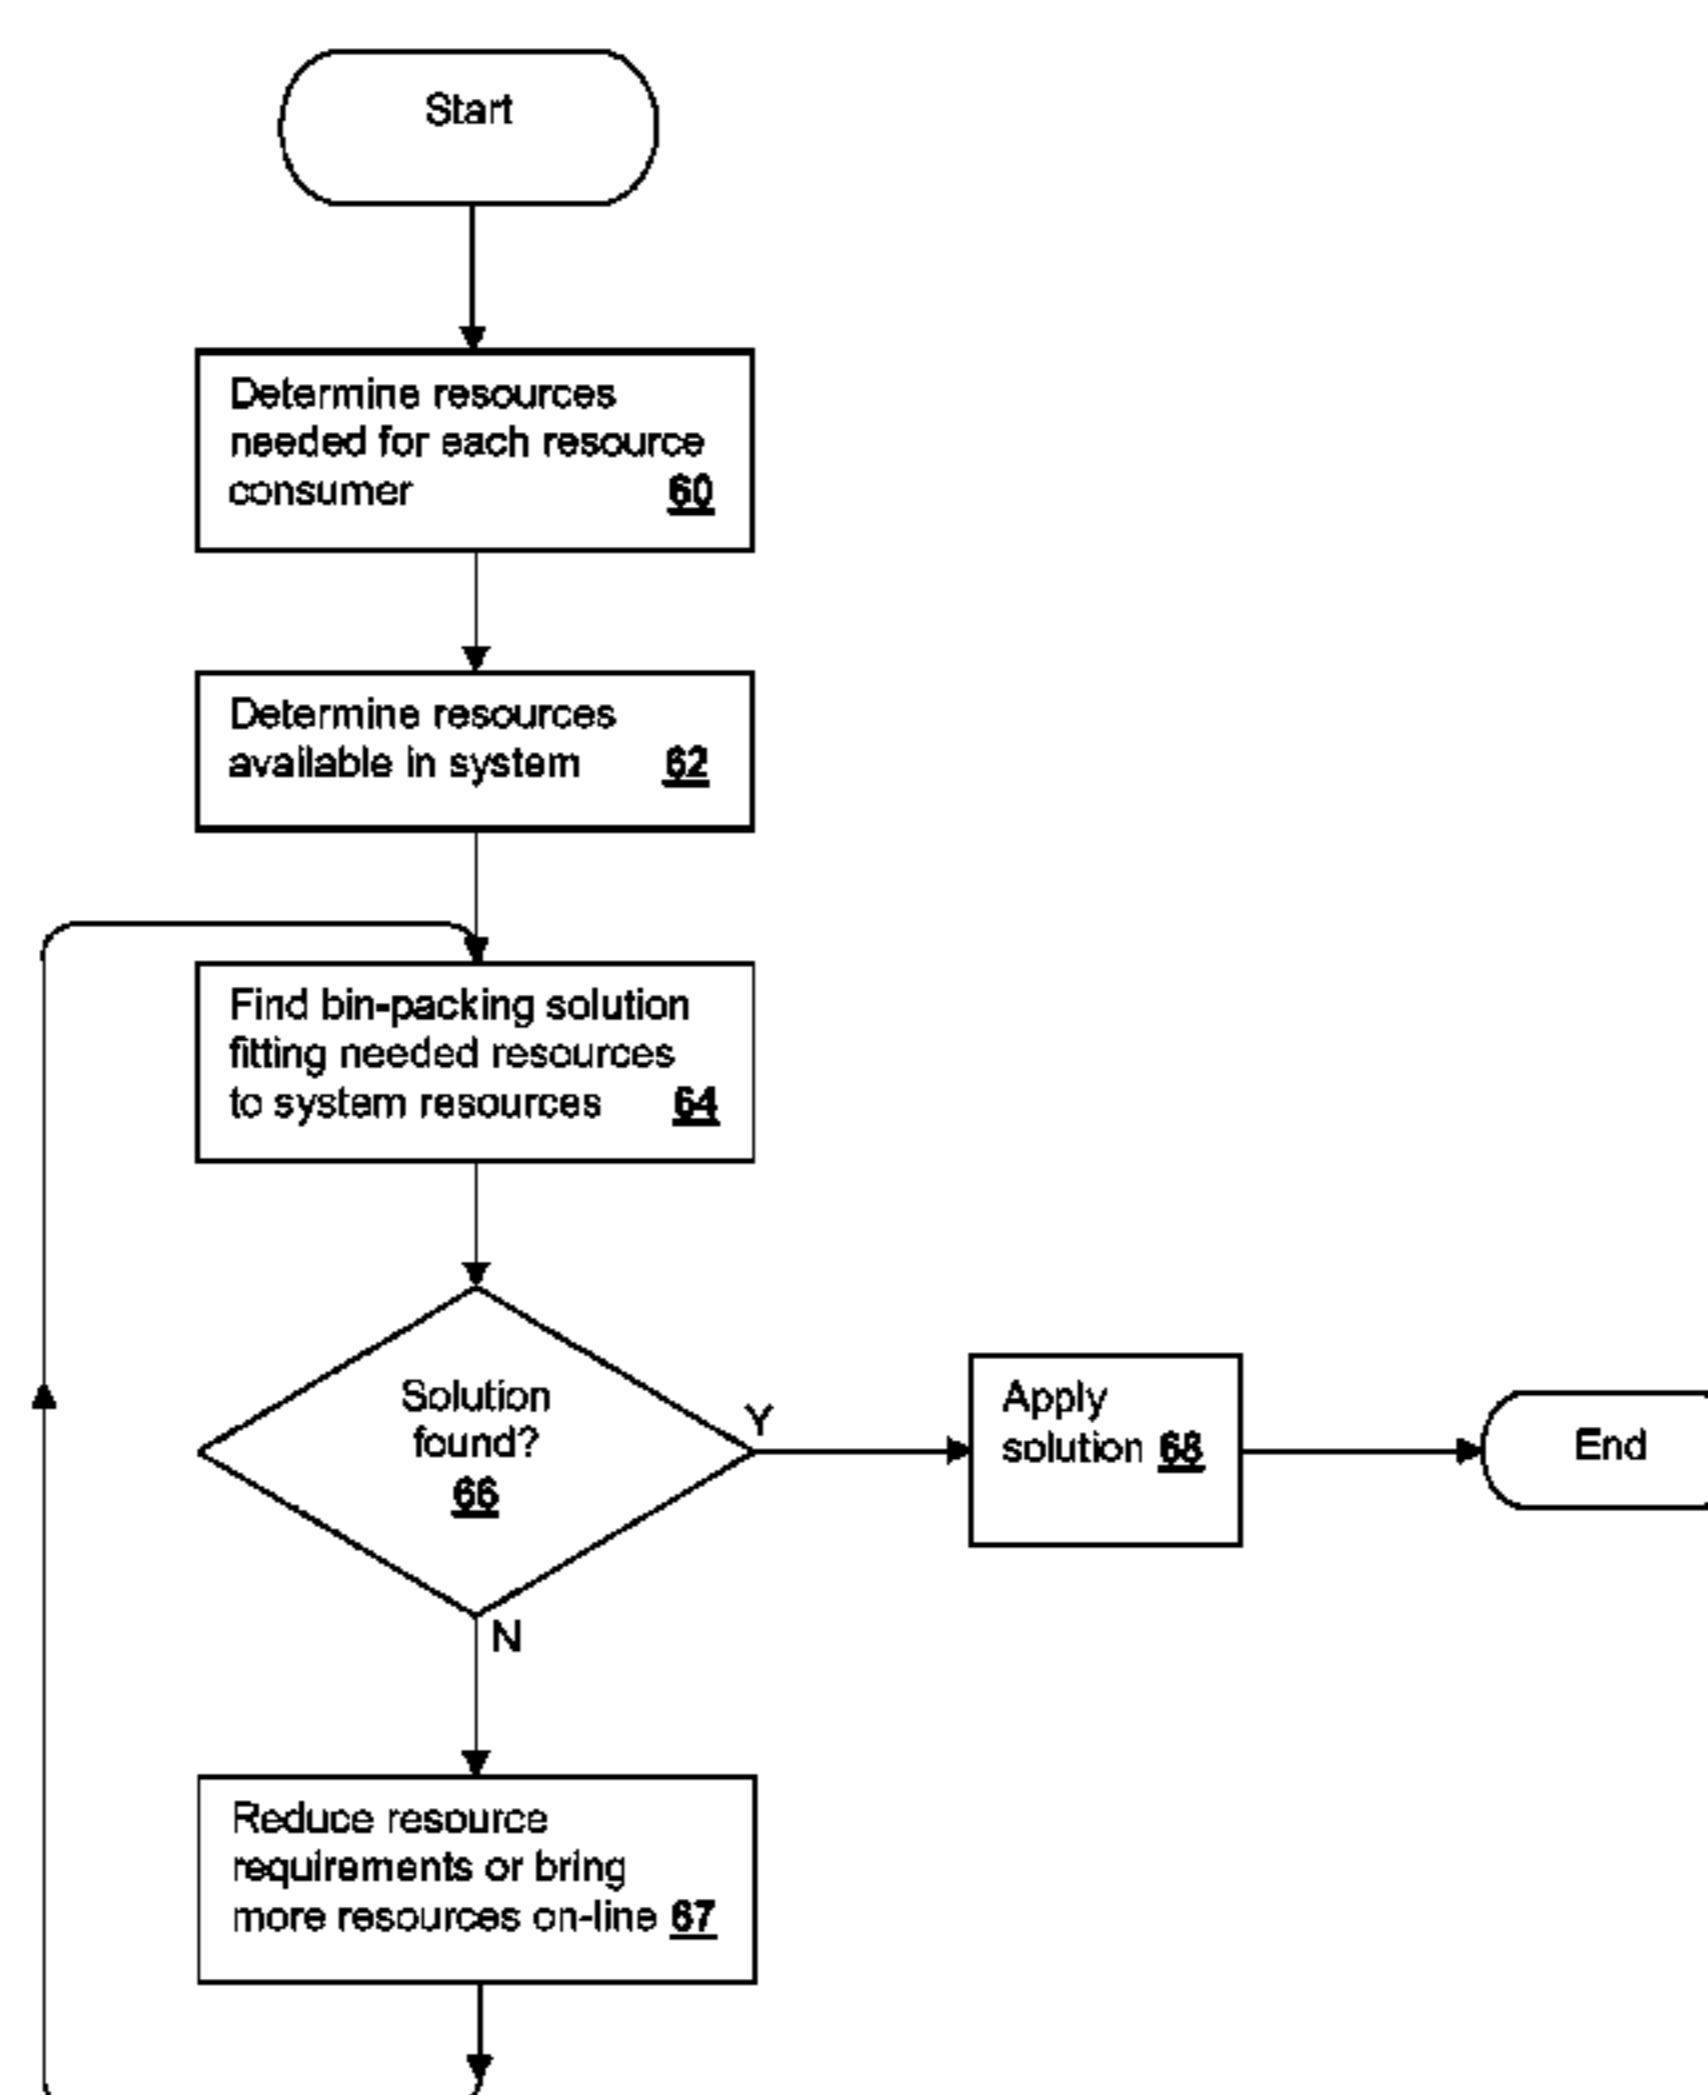 Start
Determine resources
needed for each resource
consumer 60
Determine resources
available in system 62
Find bin-packing solution
fitting needed resources
to system resources 64
Solution
found?
66
Y
Apply
solution 68
End
N
Reduce resource
requirements or bring
more resources on-line 67